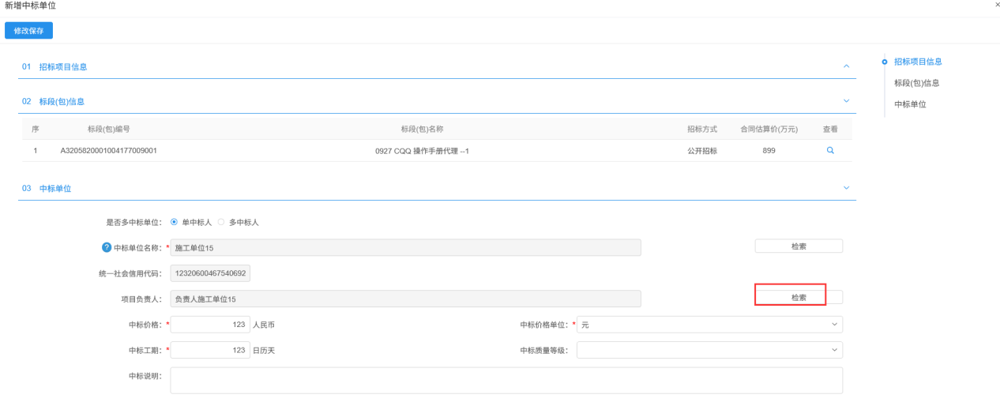 新增中标单位 ×
修改保存
01 招标项目信息
招标项目信息
标段(包)信息
中标单位
02 标段(包)信息
序 标段(包)编号 标段(包)名称 招标方式 合同估算价(万元) 查看
1 A3205820001004177009001 0927 CQQ 操作手册代理 --1 公开招标 899
03 中标单位
是否多中标单位： 单中标人 多中标人
? 中标单位名称：* 施工单位15 检索
统一社会信用代码： 12320600467540692
项目负责人： 负责人施工单位15 检索
中标价格：* 123 人民币 中标价格单位：* 元
中标工期：* 123 日历天 中标质量等级：
中标说明：